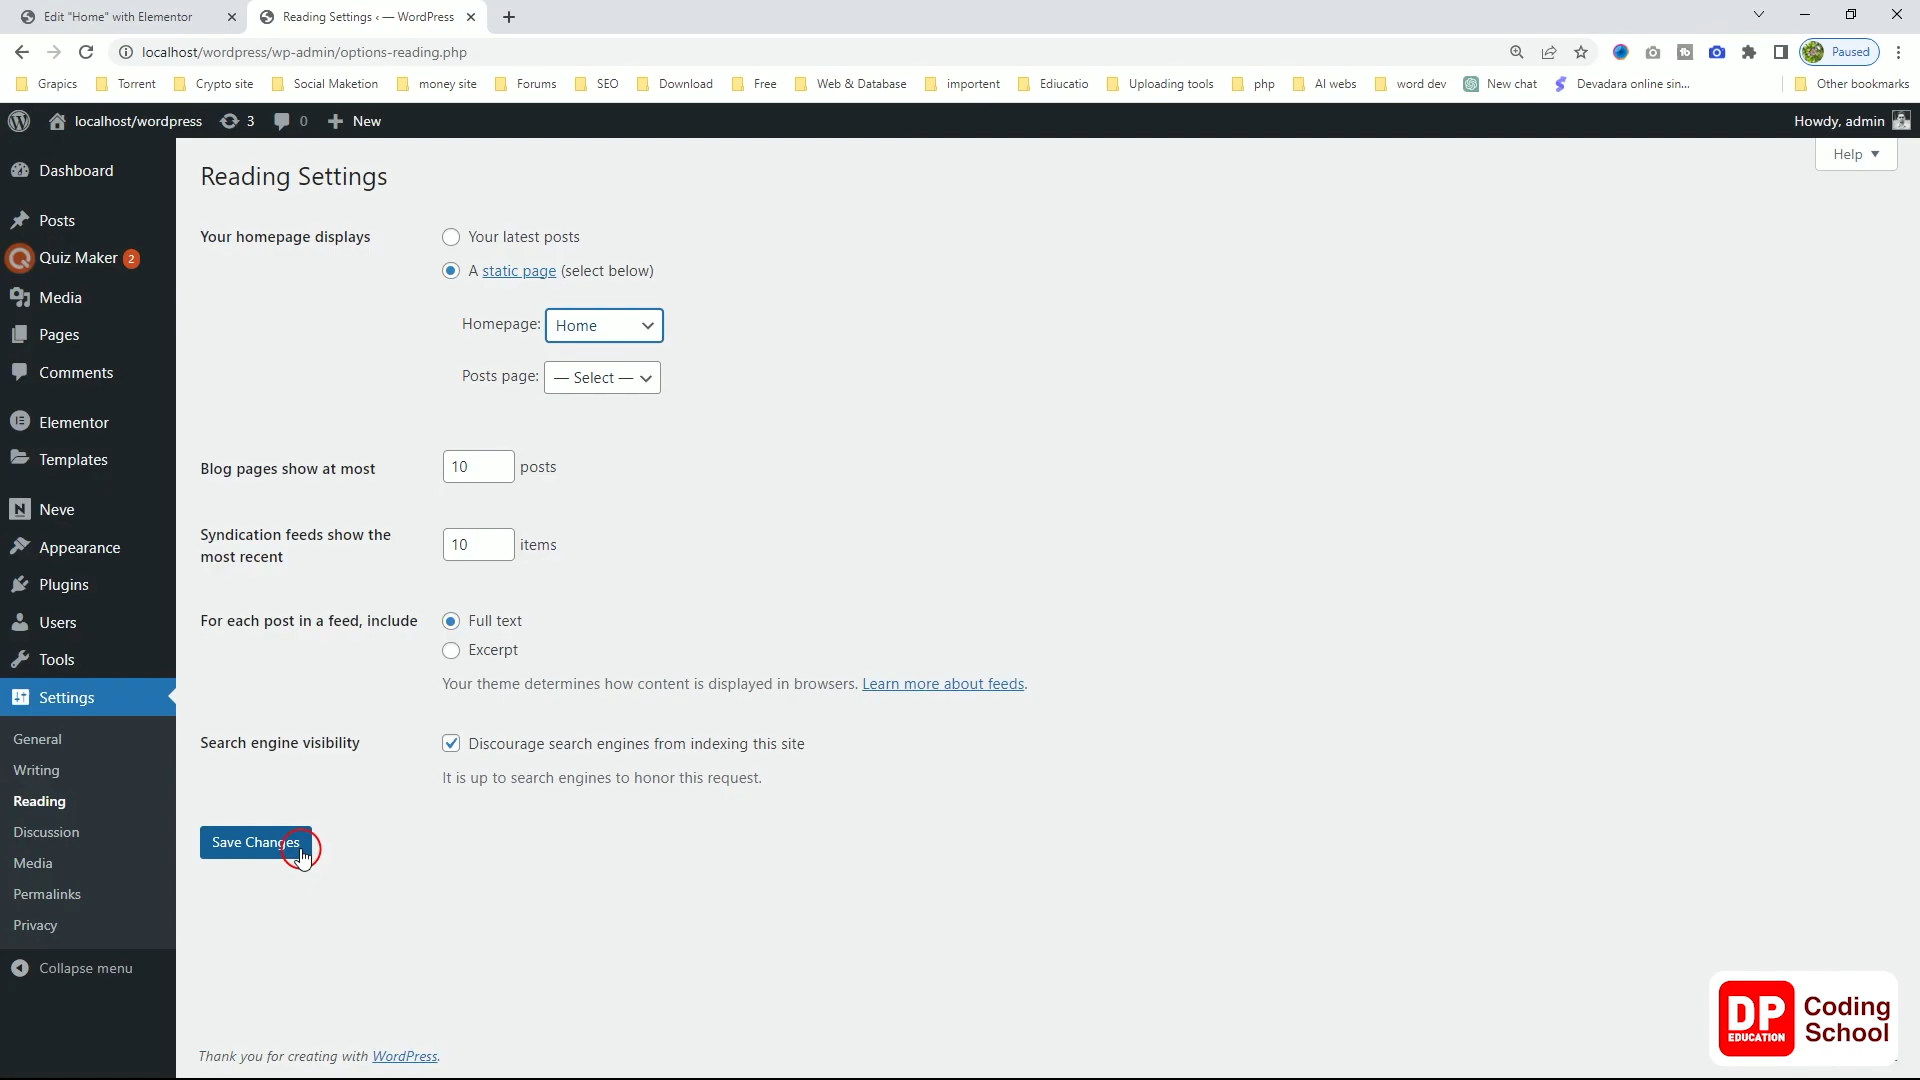 Edit "Home" with Elementor
Reading Settings ‹ — WordPress
localhost/wordpress/wp-admin/options-reading.php
Paused
Grapics
Torrent
Crypto site
Social Maketion
money site
Forums
SEO
Download
Free
Web & Database
importent
Ediucatio
Uploading tools
php
AI webs
word dev
New chat
Devadara online sin...
Other bookmarks
localhost/wordpress
3
0
New
Howdy, admin
Help
Dashboard
Posts
Quiz Maker 2
Media
Pages
Comments
Elementor
Templates
Neve
Appearance
Plugins
Users
Tools
Settings
General
Writing
Reading
Discussion
Media
Permalinks
Privacy
Collapse menu
Reading Settings
Your homepage displays
Your latest posts
A static page (select below)
Homepage: Home
Posts page: — Select —
Blog pages show at most
10 posts
Syndication feeds show the
most recent
10 items
For each post in a feed, include
Full text
Excerpt
Your theme determines how content is displayed in browsers. Learn more about feeds.
Search engine visibility
Discourage search engines from indexing this site
It is up to search engines to honor this request.
Save Changes
Thank you for creating with WordPress.
DP
EDUCATION
Coding
School